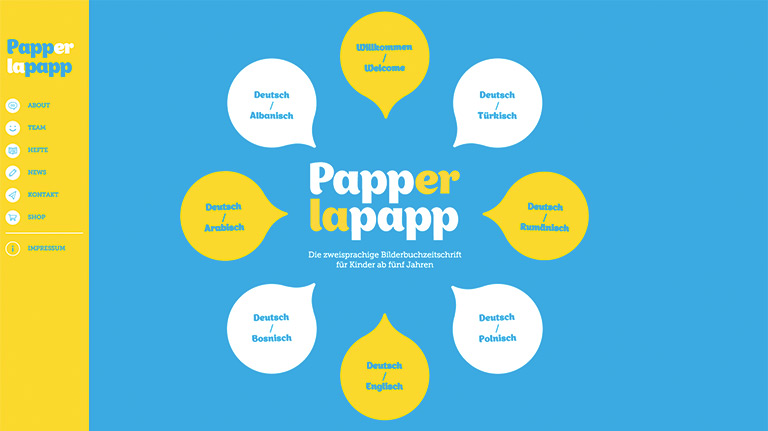 Papper
lapapp
ABOUT
TEAM
HEFTE
NEWS
KONTAKT
SHOP
IMPRESSUM
Willkommen
/
Welcome
Deutsch
/
Albanisch
Deutsch
/
Türkisch
Deutsch
/
Arabisch
Papper
lapapp
Die zweisprachige Bilderbuchzeitschrift
für Kinder ab fünf Jahren
Deutsch
/
Rumänisch
Deutsch
/
Bosnisch
Deutsch
/
Polnisch
Deutsch
/
Englisch